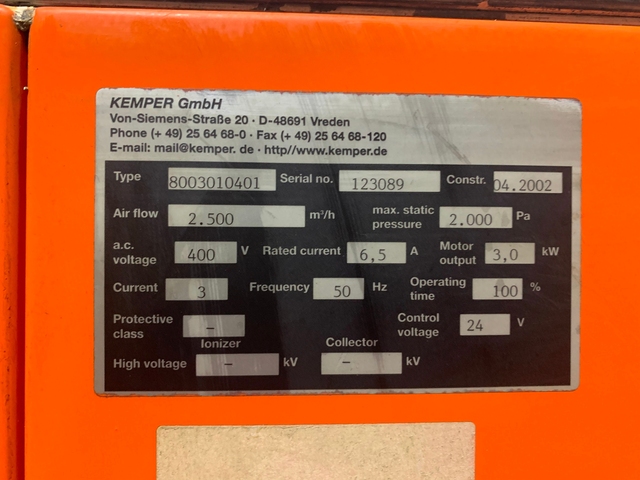 KEMPER GmbH
Von-Siemens-Straße 20 · D-48691 Vreden
Phone (+ 49) 25 64 68-0 · Fax (+ 49) 25 64 68-120
E-mail: mail@kemper. de · http//www.kemper.de
Type 8003010401 Serial no. 123089 Constr. 04.2002
Air flow 2.500 m³/h max. static pressure 2.000 Pa
a.c. voltage 400 V Rated current 6,5 A Motor output 3,0 kW
Current 3 Frequency 50 Hz Operating time 100 %
Protective class – Control voltage 24 V
Ionizer Collector
High voltage – kV – kV